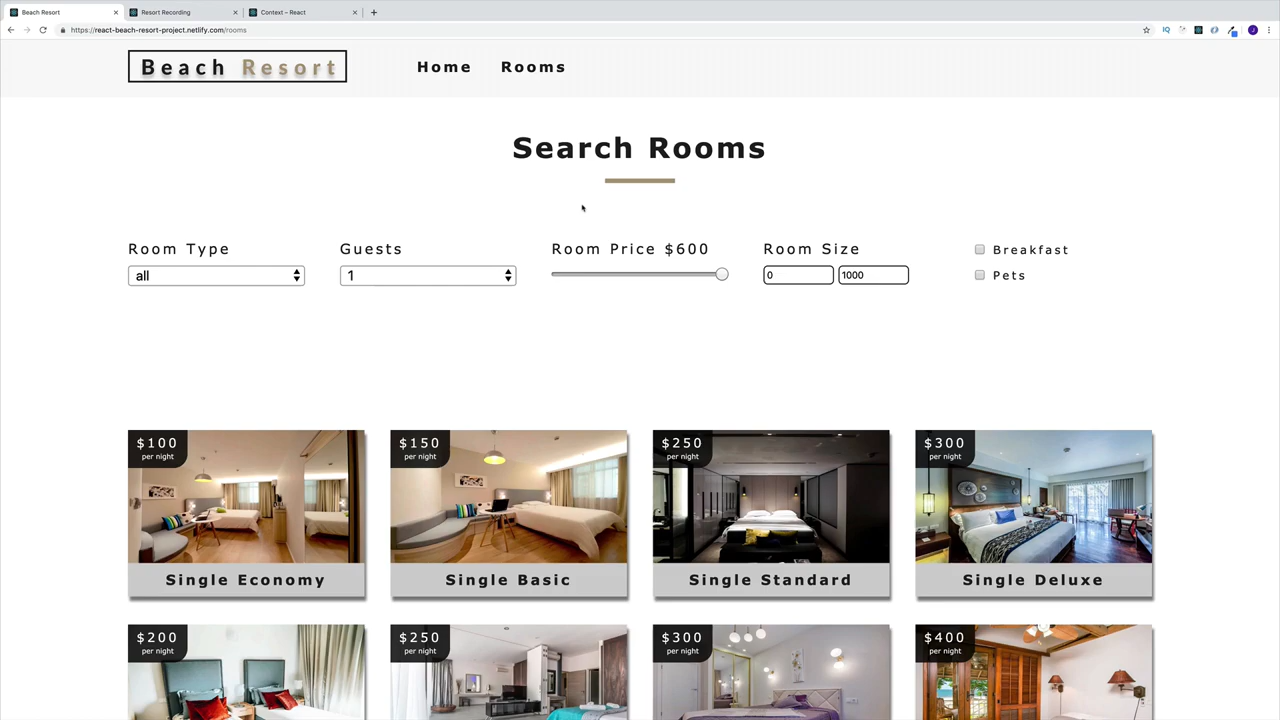 Beach Resort
Resort Recording
Context – React
https://react-beach-resort-project.netlify.com/rooms
Beach Resort
Home
Rooms
Search Rooms
Room Type
Guests
Room Price $600
Room Size
Breakfast
all
1
0
1000
Pets
$100
per night
$150
per night
$250
per night
$300
per night
Single Economy
Single Basic
Single Standard
Single Deluxe
$200
per night
$250
per night
$300
per night
$400
per night